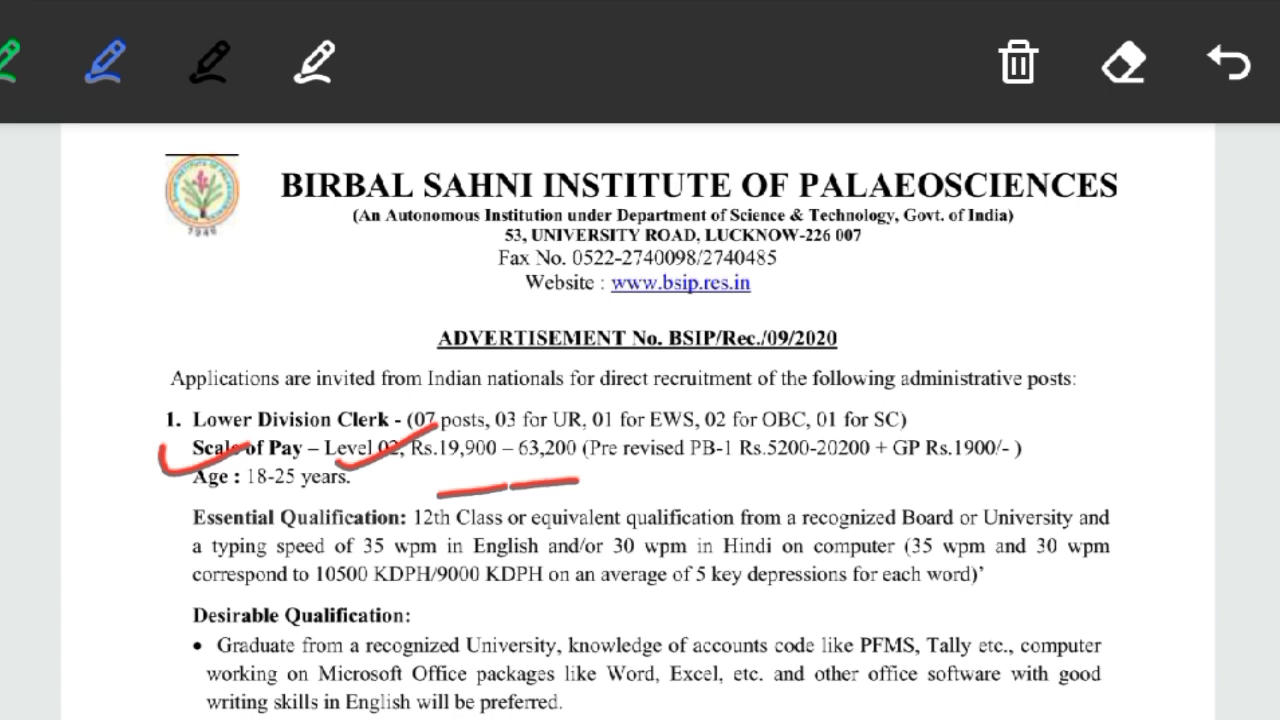 BIRBAL SAHNI INSTITUTE OF PALAEOSCIENCES
(An Autonomous Institution under Department of Science & Technology, Govt. of India)
53, UNIVERSITY ROAD, LUCKNOW-226 007
Fax No. 0522-2740098/2740485
Website : www.bsip.res.in
ADVERTISEMENT No. BSIP/Rec./09/2020
Applications are invited from Indian nationals for direct recruitment of the following administrative posts:
1. Lower Division Clerk - (07 posts, 03 for UR, 01 for EWS, 02 for OBC, 01 for SC)
Scale of Pay – Level 02, Rs.19,900 – 63,200 (Pre revised PB-1 Rs.5200-20200 + GP Rs.1900/- )
Age : 18-25 years.
Essential Qualification: 12th Class or equivalent qualification from a recognized Board or University and
a typing speed of 35 wpm in English and/or 30 wpm in Hindi on computer (35 wpm and 30 wpm
correspond to 10500 KDPH/9000 KDPH on an average of 5 key depressions for each word)’
Desirable Qualification:
• Graduate from a recognized University, knowledge of accounts code like PFMS, Tally etc., computer
working on Microsoft Office packages like Word, Excel, etc. and other office software with good
writing skills in English will be preferred.